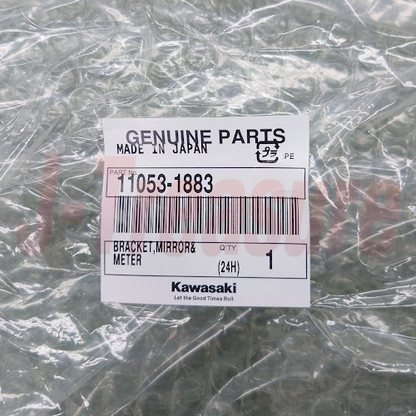 GENUINE PARTS
MADE IN JAPAN
PE
PART No.
11053-1883
BRACKET,MIRROR& Q'TY
METER (24H) 1
Kawasaki
Let the Good Times Roll
J-Treasure